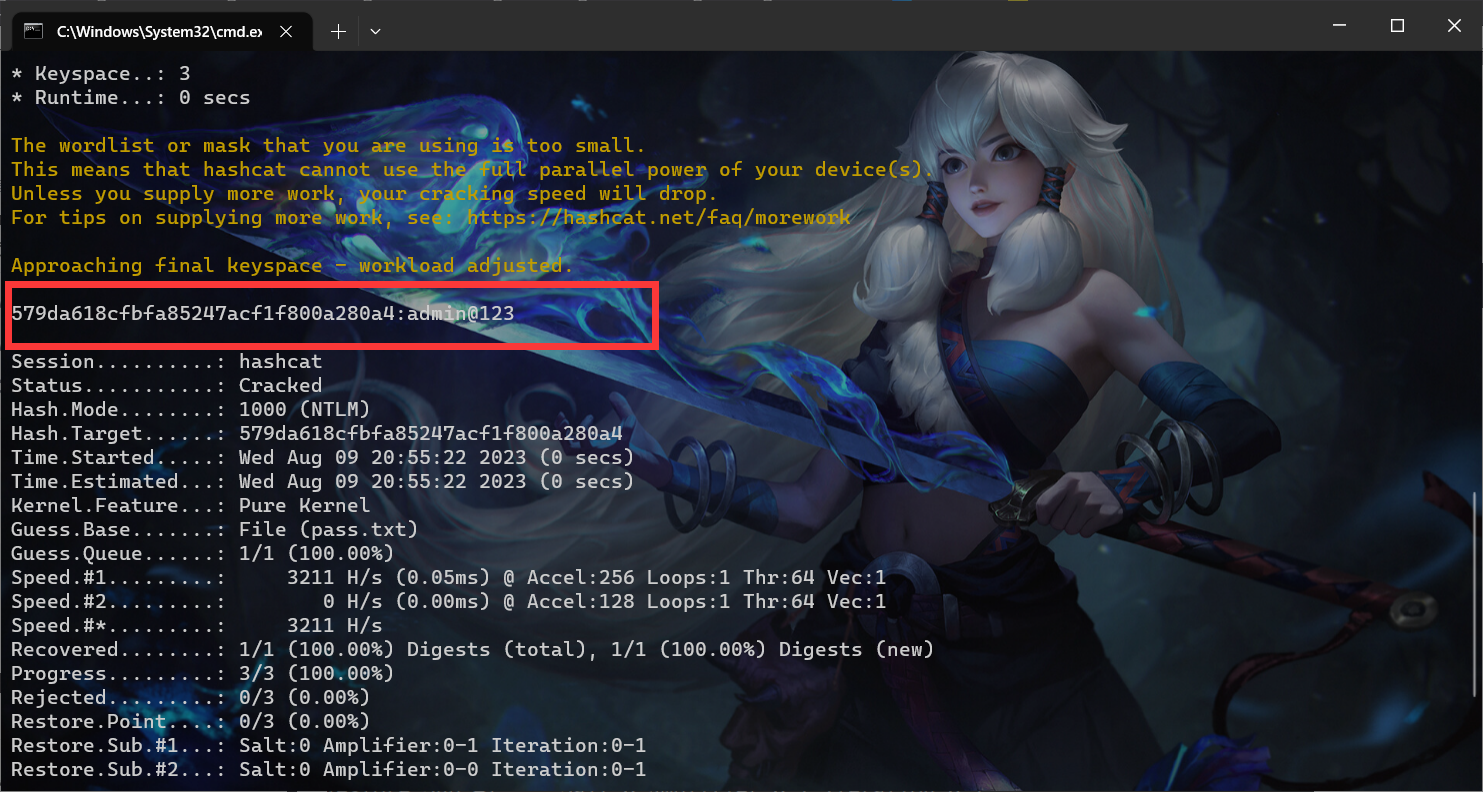 C:\Windows\System32\cmd.ex
* Keyspace..: 3
* Runtime...: 0 secs
The wordlist or mask that you are using is too small.
This means that hashcat cannot use the full parallel power of your device(s).
Unless you supply more work, your cracking speed will drop.
For tips on supplying more work, see: https://hashcat.net/faq/morework
Approaching final keyspace - workload adjusted.
579da618cfbfa85247acf1f800a280a4:admin@123
Session..........: hashcat
Status...........: Cracked
Hash.Mode........: 1000 (NTLM)
Hash.Target......: 579da618cfbfa85247acf1f800a280a4
Time.Started.....: Wed Aug 09 20:55:22 2023 (0 secs)
Time.Estimated...: Wed Aug 09 20:55:22 2023 (0 secs)
Kernel.Feature...: Pure Kernel
Guess.Base.......: File (pass.txt)
Guess.Queue......: 1/1 (100.00%)
Speed.#1.........:     3211 H/s (0.05ms) @ Accel:256 Loops:1 Thr:64 Vec:1
Speed.#2.........:        0 H/s (0.00ms) @ Accel:128 Loops:1 Thr:64 Vec:1
Speed.#*.........:     3211 H/s
Recovered........: 1/1 (100.00%) Digests (total), 1/1 (100.00%) Digests (new)
Progress.........: 3/3 (100.00%)
Rejected.........: 0/3 (0.00%)
Restore.Point....: 0/3 (0.00%)
Restore.Sub.#1...: Salt:0 Amplifier:0-1 Iteration:0-1
Restore.Sub.#2...: Salt:0 Amplifier:0-0 Iteration:0-1